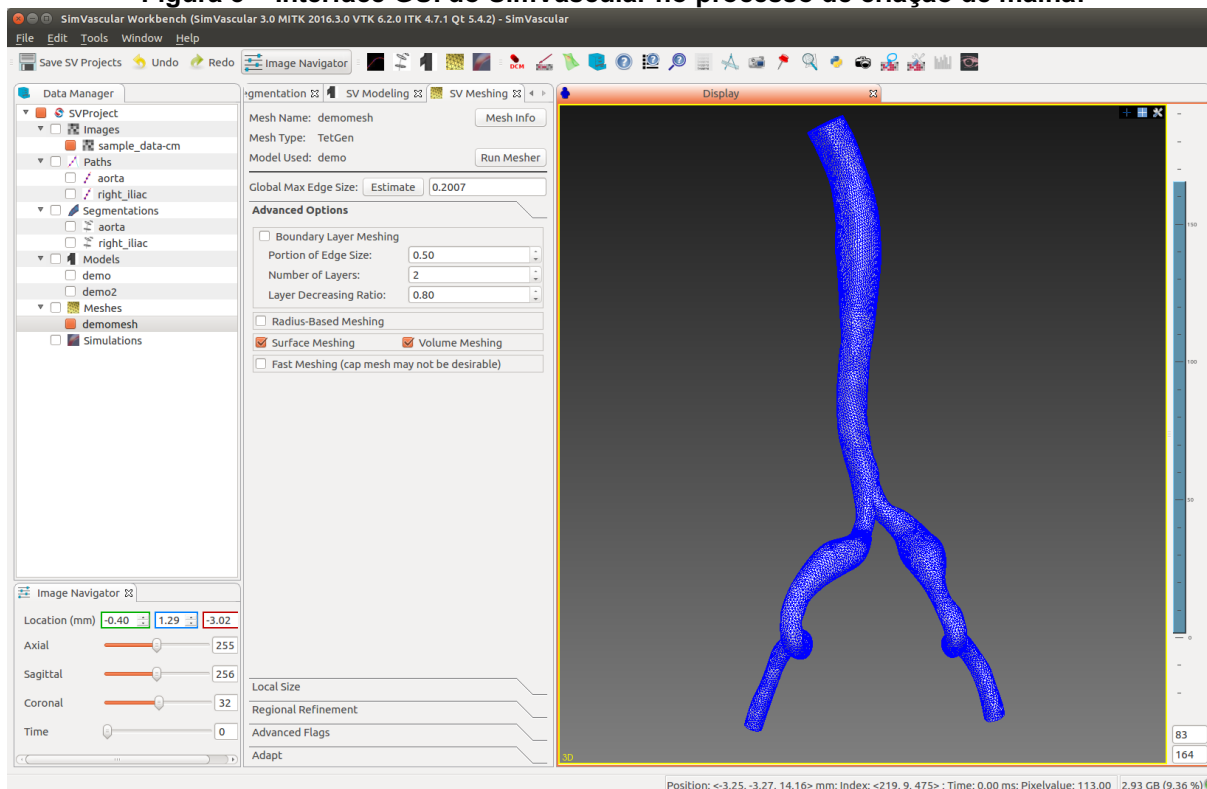 Figura 5 – Interface GUI do SimVascular no processo de criação de malha.
SimVascular Workbench (SimVascular 3.0 MITK 2016.3.0 VTK 6.2.0 ITK 4.7.1 Qt 5.4.2) - SimVascular
File Edit Tools Window Help
Save SV Projects Undo Redo Image Navigator DCM
Data Manager
SVProject
Images
sample_data-cm
Paths
aorta
right_iliac
Segmentations
aorta
right_iliac
Models
demo
demo2
Meshes
demomesh
Simulations
Image Navigator
Location (mm) -0.40 1.29 -3.02
Axial 255
Sagittal 256
Coronal 32
Time 0
gmentation SV Modeling SV Meshing
Mesh Name: demomesh Mesh Info
Mesh Type: TetGen
Model Used: demo Run Mesher
Global Max Edge Size: Estimate 0.2007
Advanced Options
Boundary Layer Meshing
Portion of Edge Size: 0.50
Number of Layers: 2
Layer Decreasing Ratio: 0.80
Radius-Based Meshing
Surface Meshing Volume Meshing
Fast Meshing (cap mesh may not be desirable)
Local Size
Regional Refinement
Advanced Flags
Adapt
Display
3D
150
100
50
0
83
164
Position: <-3.25, -3.27, 14.16> mm; Index: <219, 9, 475> ; Time: 0.00 ms; Pixelvalue: 113.00 2.93 GB (9.36 %)